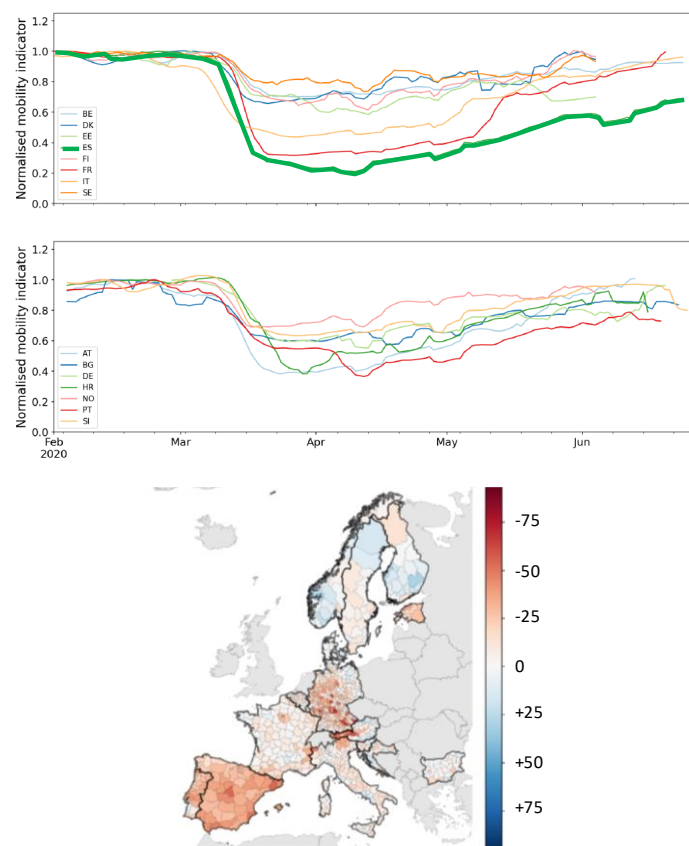 Normalised mobility indicator
1.2
1.0
0.8
0.6
0.4
0.2
0.0
BE
DK
EE
ES
FI
FR
IT
SE
Normalised mobility indicator
1.2
1.0
0.8
0.6
0.4
0.2
0.0
AT
BG
DE
HR
NO
PT
SI
Feb Mar Apr May Jun
2020
-75
-50
-25
0
+25
+50
+75